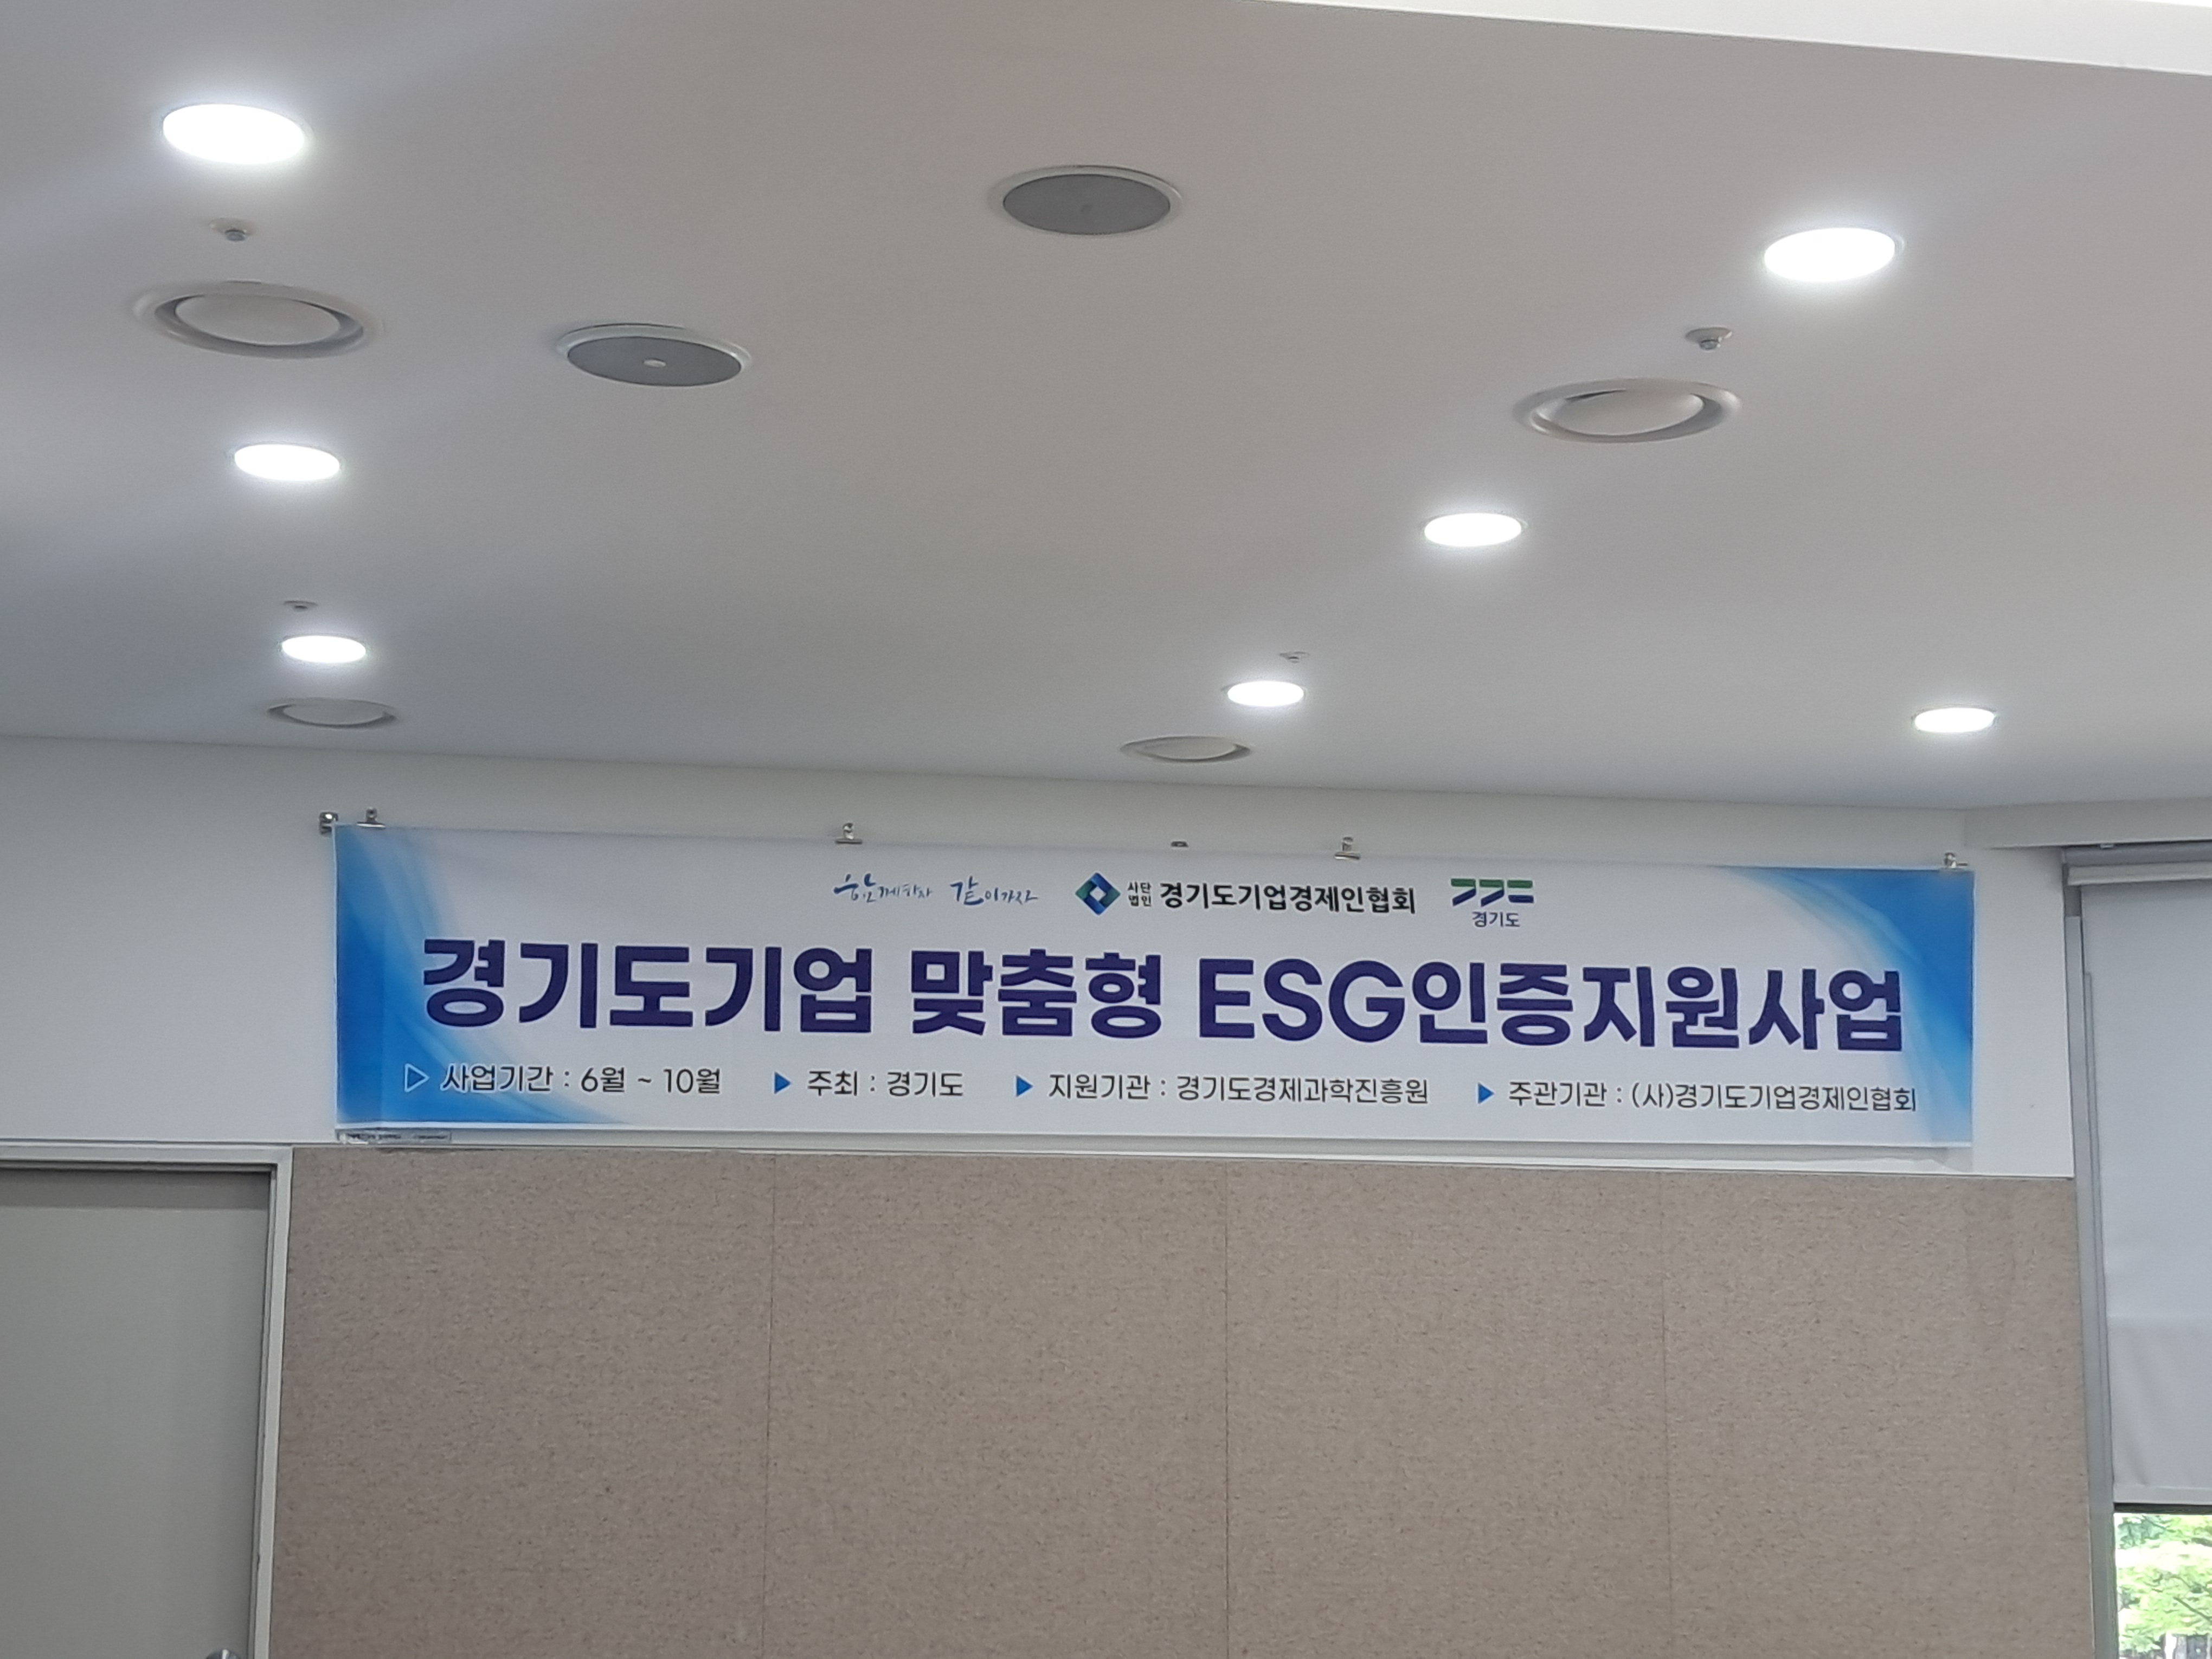 함께하자 같이가자 사단법인 경기도기업경제인협회 경기도
경기도기업 맞춤형 ESG인증지원사업
▷ 사업기간 : 6월 ~ 10월 ▶ 주최 : 경기도 ▶ 지원기관 : 경기도경제과학진흥원 ▶ 주관기관 : (사)경기도기업경제인협회